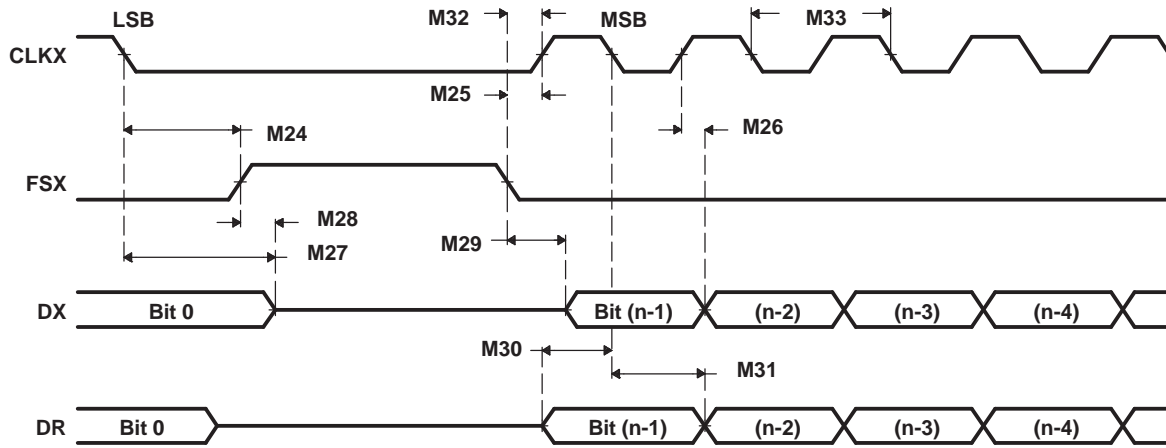 LSB
M32
MSB
M33
CLKX
M25
M24
M26
FSX
M28
M29
M27
DX
Bit 0
Bit (n-1)
(n-2)
(n-3)
(n-4)
M30
M31
DR
Bit 0
Bit (n-1)
(n-2)
(n-3)
(n-4)